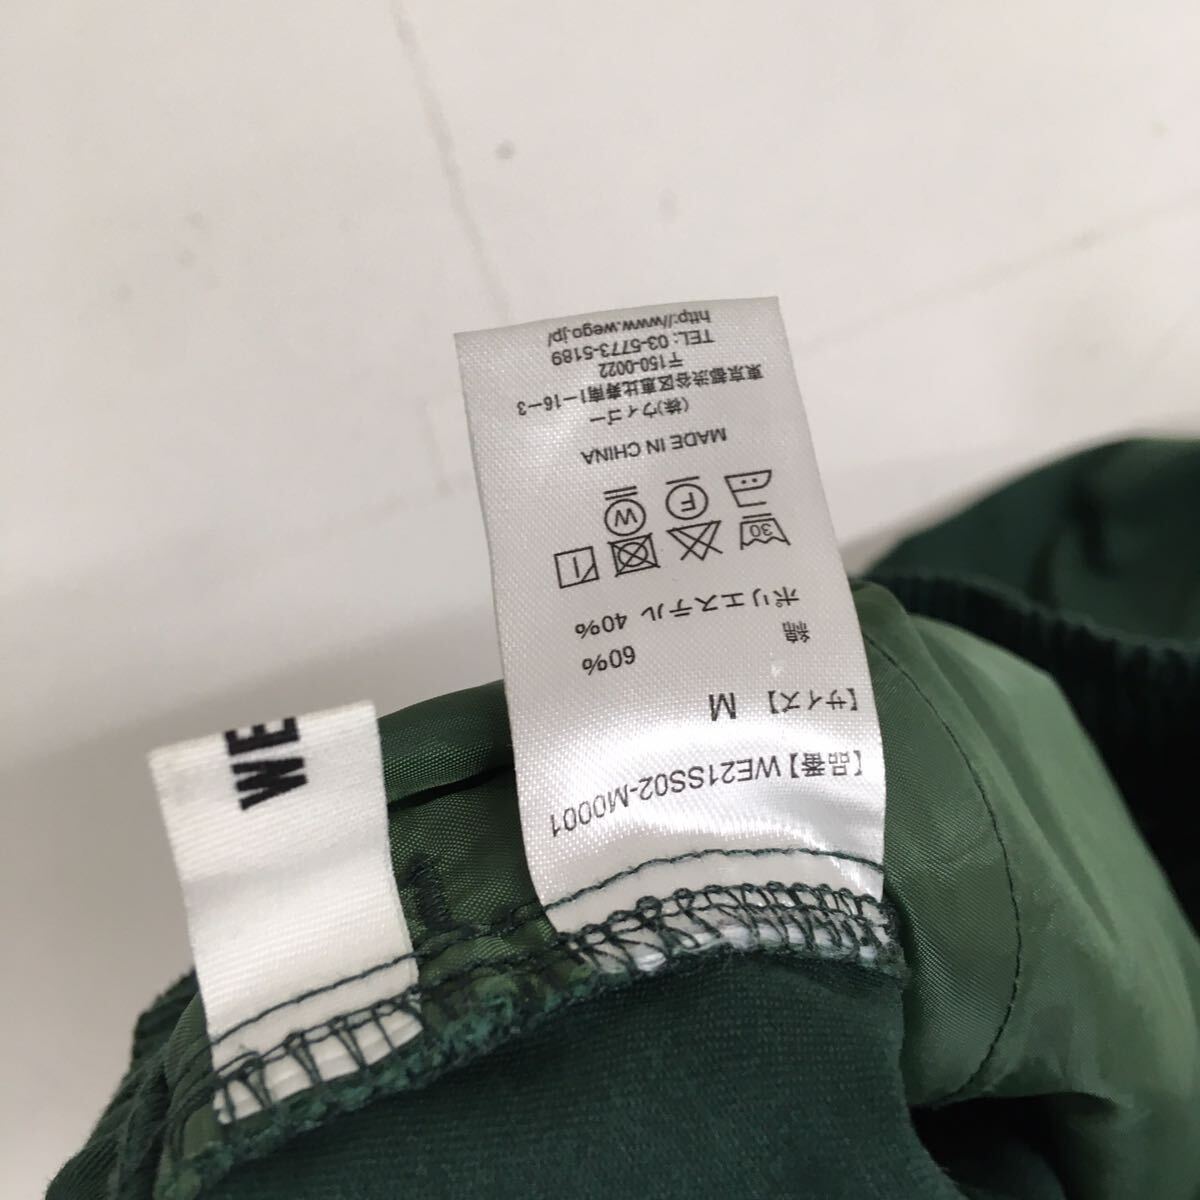 【品番】WE21SS02-M0001
【サイズ】 M
綿 60%
ポリエステル 40%
30
F
W
MADE IN CHINA
(株)ウィゴー
東京都渋谷区恵比寿南1-16-3
〒150-0022
TEL: 03-5773-5189
http://www.wego.jp/
WE